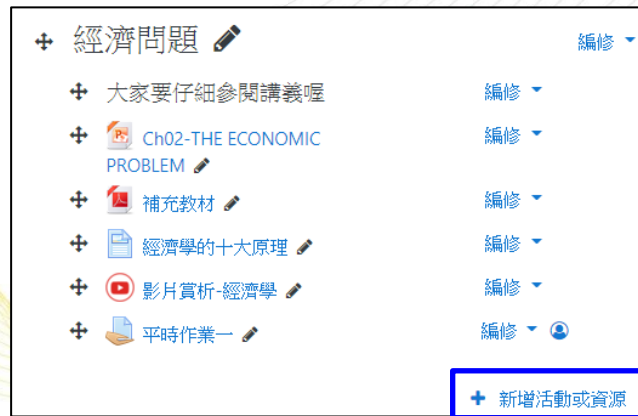 經濟問題 編修
大家要仔細參閱講義喔 編修
Ch02-THE ECONOMIC 編修
PROBLEM
補充教材 編修
經濟學的十大原理 編修
影片賞析-經濟學 編修
平時作業一 編修
+ 新增活動或資源